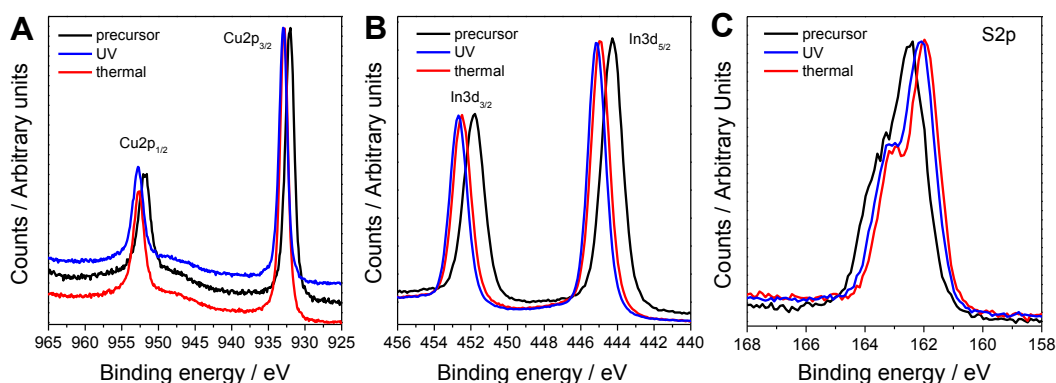 A
precursor
UV
thermal
Cu2p3/2
Cu2p1/2
Counts / Arbitrary units
965 960 955 950 945 940 935 930 925
Binding energy / eV
B
precursor
UV
thermal
In3d5/2
In3d3/2
Counts / Arbitrary units
456 454 452 450 448 446 444 442 440
Binding energy / eV
C
S2p
precursor
UV
thermal
Counts / Arbitrary Units
168 166 164 162 160 158
Binding energy / eV